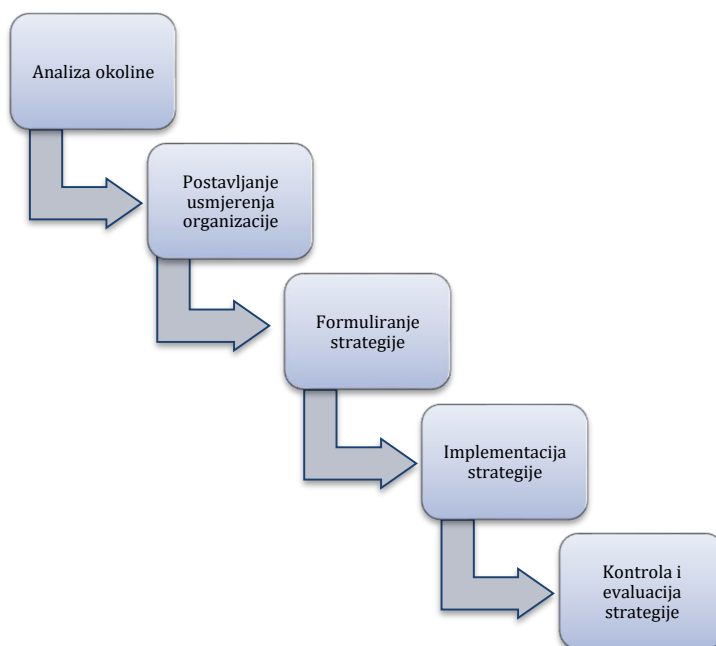 Analiza okoline
Postavljanje
usmjerenja
organizacije
Formuliranje
strategije
Implementacija
strategije
Kontrola i
evaluacija
strategije